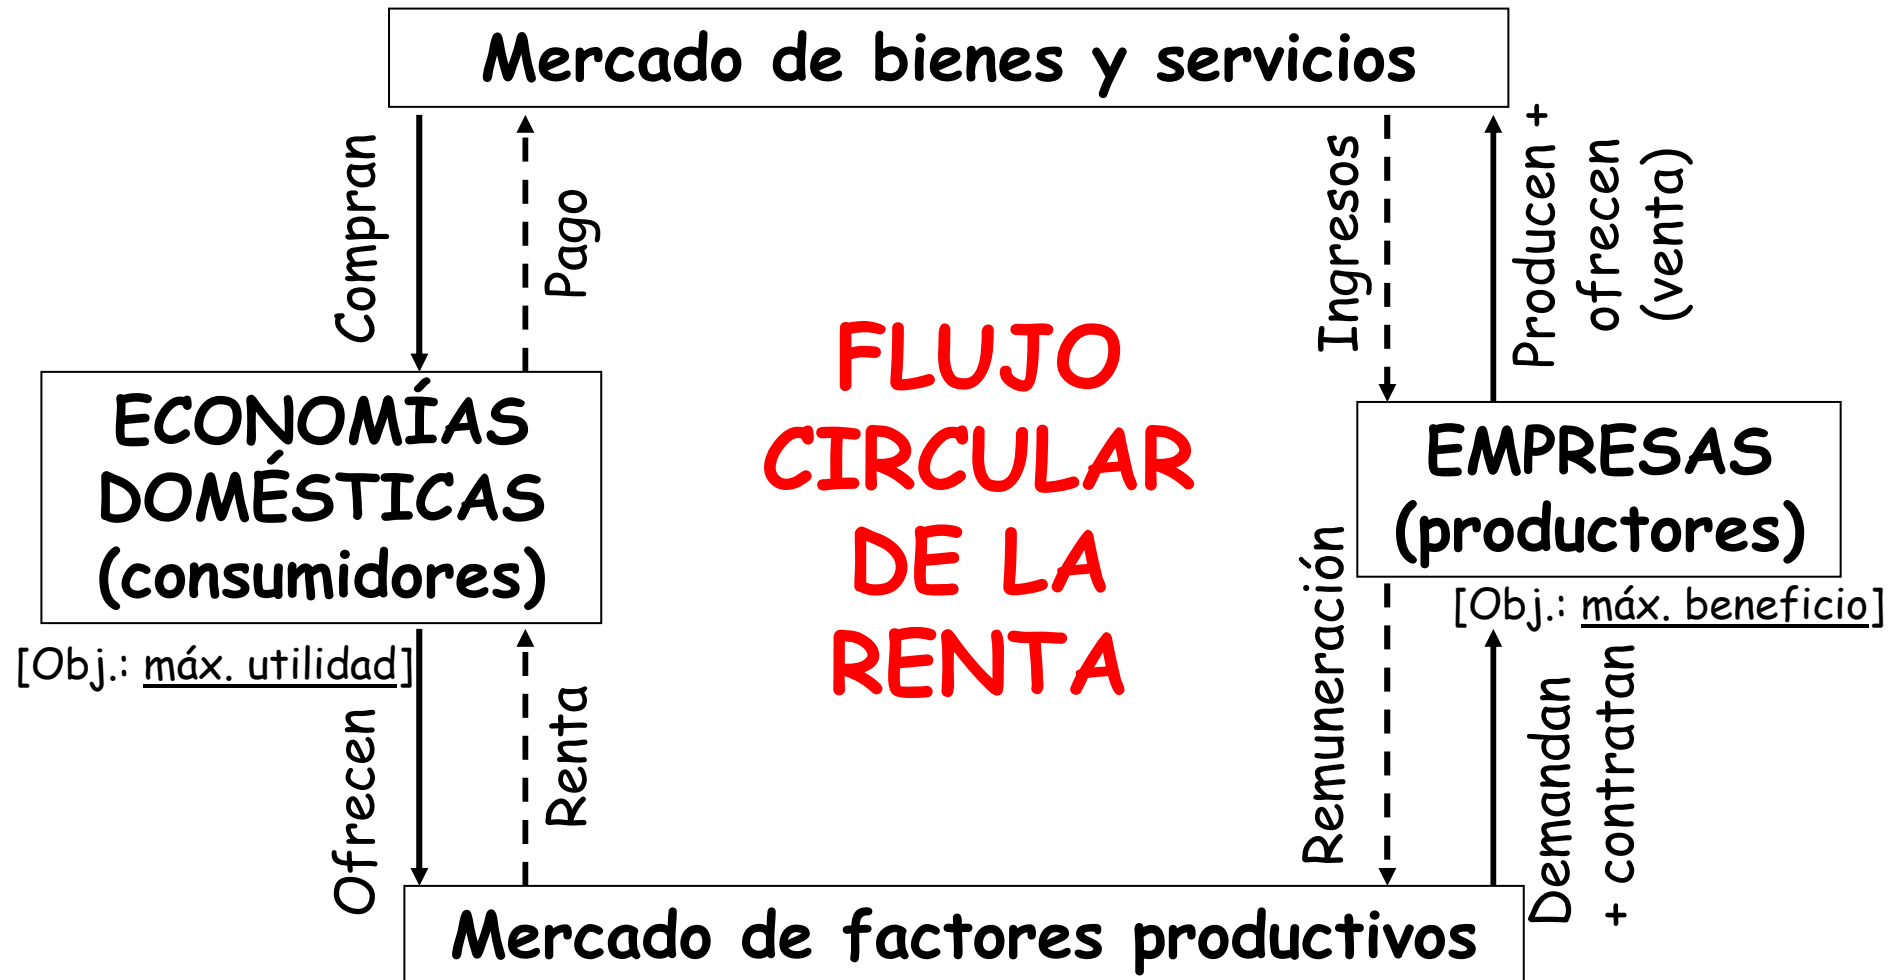 Mercado de bienes y servicios
Compran
Pago
Ingresos
Producen +
ofrecen
(venta)
FLUJO
CIRCULAR
DE LA
RENTA
ECONOMÍAS
DOMÉSTICAS
(consumidores)
[Obj.: máx. utilidad]
EMPRESAS
(productores)
[Obj.: máx. beneficio]
Ofrecen
Renta
Remuneración
Demandan
+ contratan
Mercado de factores productivos